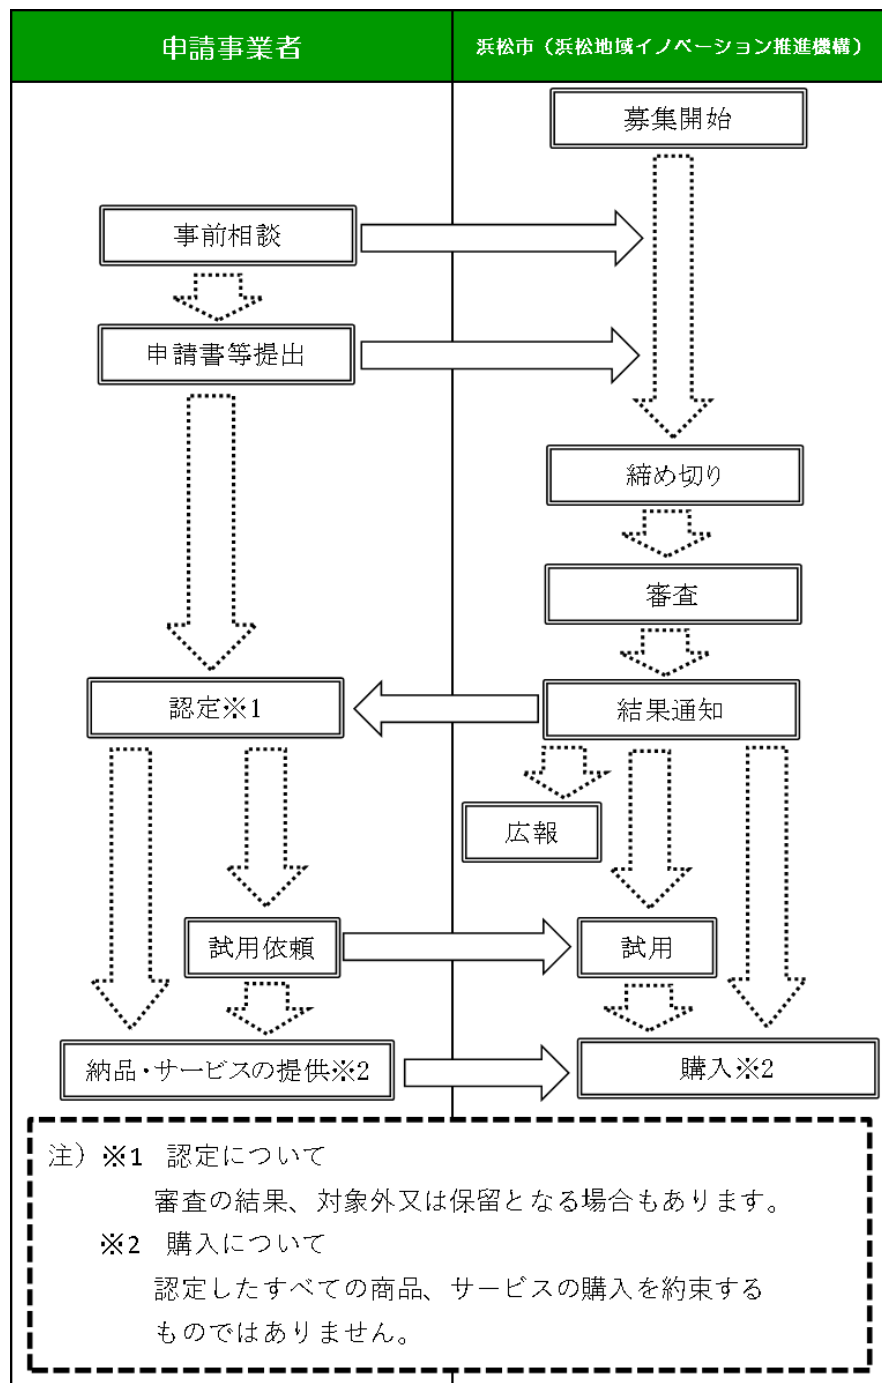 申請事業者
浜松市（浜松地域イノベーション推進機構）
募集開始
事前相談
申請書等提出
締め切り
審査
認定※1
結果通知
広報
試用依頼
試用
納品・サービスの提供※2
購入※2
注）※1　認定について
審査の結果、対象外又は保留となる場合もあります。
※2　購入について
認定したすべての商品、サービスの購入を約束する
ものではありません。